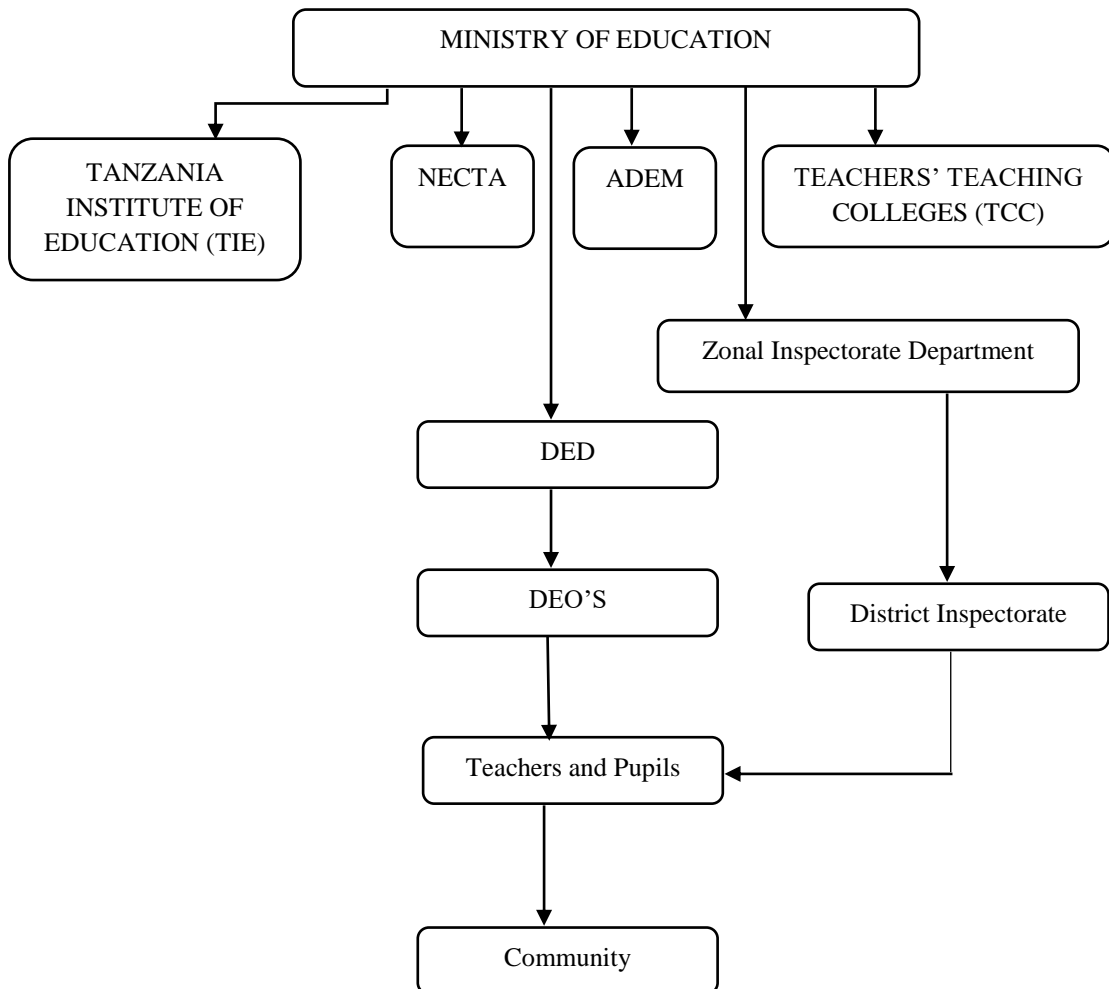 MINISTRY OF EDUCATION
TANZANIA
INSTITUTE OF
EDUCATION (TIE)
NECTA
ADEM
TEACHERS’ TEACHING
COLLEGES (TCC)
Zonal Inspectorate Department
DED
DEO’S
District Inspectorate
Teachers and Pupils
Community